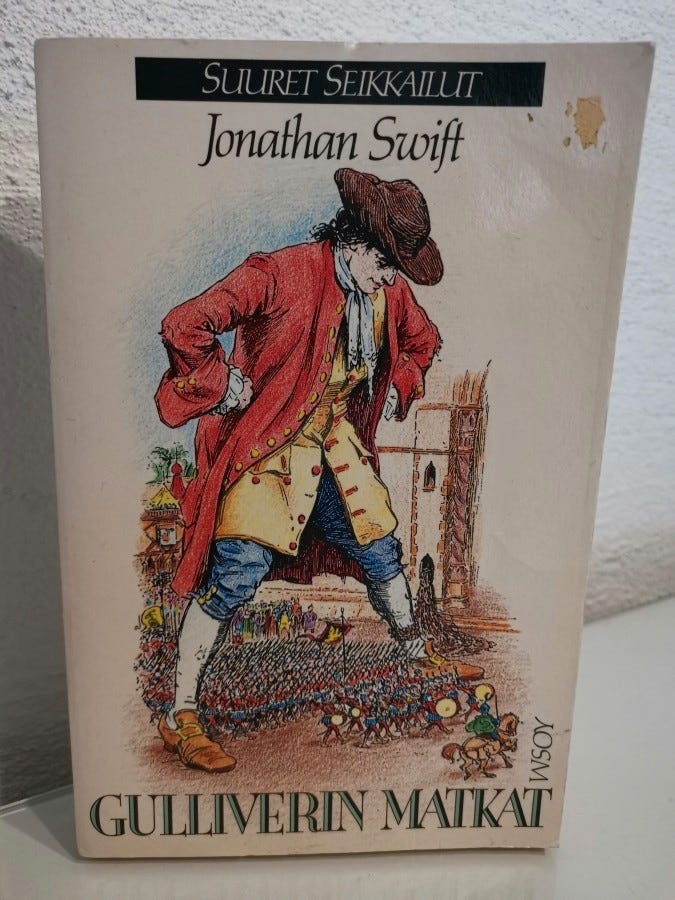 SUURET SEIKKAILUT
Jonathan Swift
WSOY
GULLIVERIN MATKAT